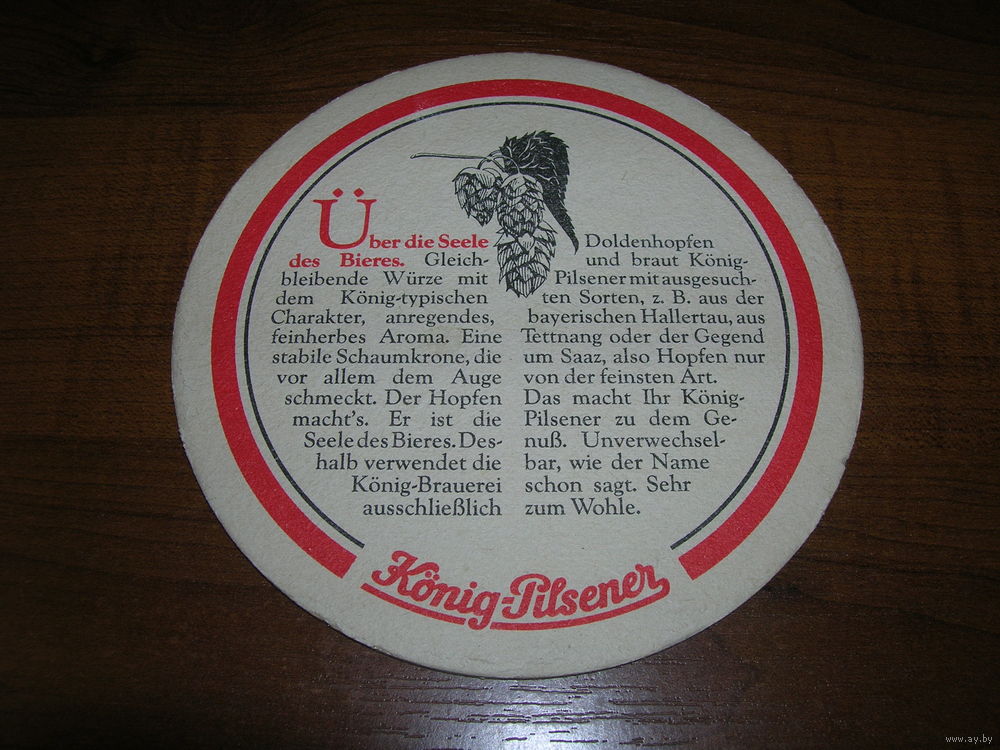 Über die Seele
des Bieres. Gleich-
bleibende Würze mit
dem König-typischen
Charakter, anregendes,
feinherbes Aroma. Eine
stabile Schaumkrone, die
vor allem dem Auge
schmeckt. Der Hopfen
macht's. Er ist die
Seele des Bieres. Des-
halb verwendet die
König-Brauerei
ausschließlich
Doldenhopfen
und braut König-
Pilsener mit ausgesuch-
ten Sorten, z. B. aus der
bayerischen Hallertau, aus
Tettnang oder der Gegend
um Saaz, also Hopfen nur
von der feinsten Art.
Das macht Ihr König-
Pilsener zu dem Ge-
nuß. Unverwechsel-
bar, wie der Name
schon sagt. Sehr
zum Wohle.
König-Pilsener
www.ay.by